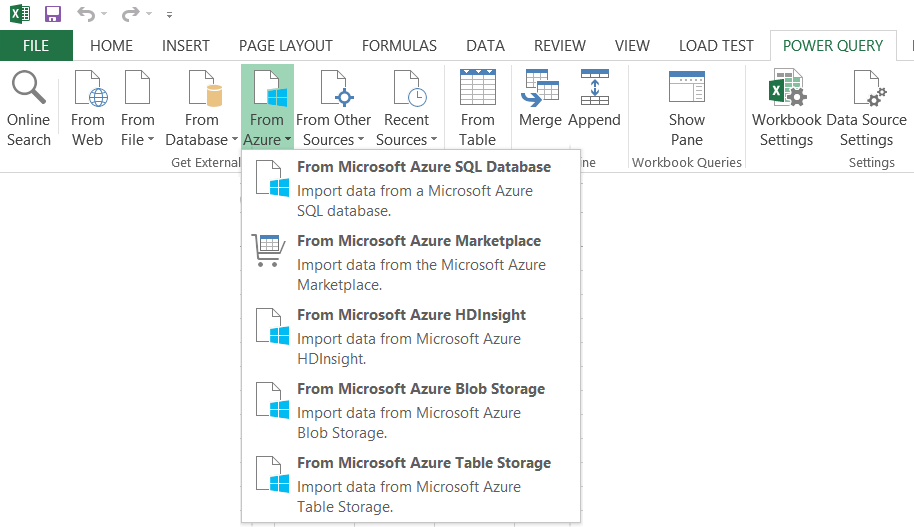 FILE HOME INSERT PAGE LAYOUT FORMULAS DATA REVIEW VIEW LOAD TEST POWER QUERY
Online From From From From From Other Recent From Merge Append Show Workbook Data Source
Search Web File Database Azure Sources Sources Table Pane Settings Settings
Get External ne Workbook Queries Settings
From Microsoft Azure SQL Database
Import data from a Microsoft Azure
SQL database.
From Microsoft Azure Marketplace
Import data from the Microsoft Azure
Marketplace.
From Microsoft Azure HDInsight
Import data from Microsoft Azure
HDInsight.
From Microsoft Azure Blob Storage
Import data from Microsoft Azure
Blob Storage.
From Microsoft Azure Table Storage
Import data from Microsoft Azure
Table Storage.